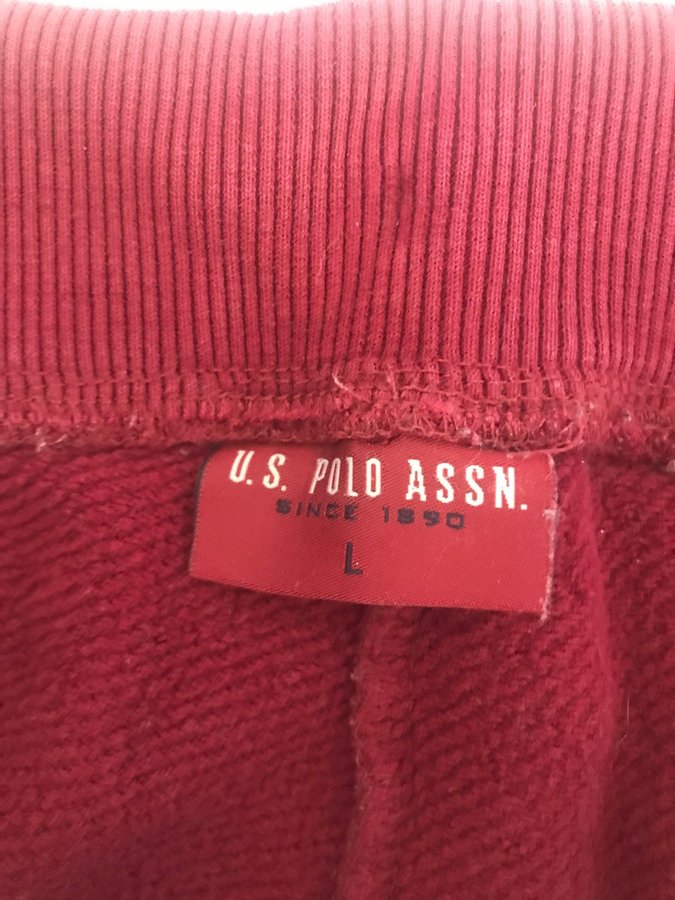 U.S. POLO ASSN.
SINCE 1890
L